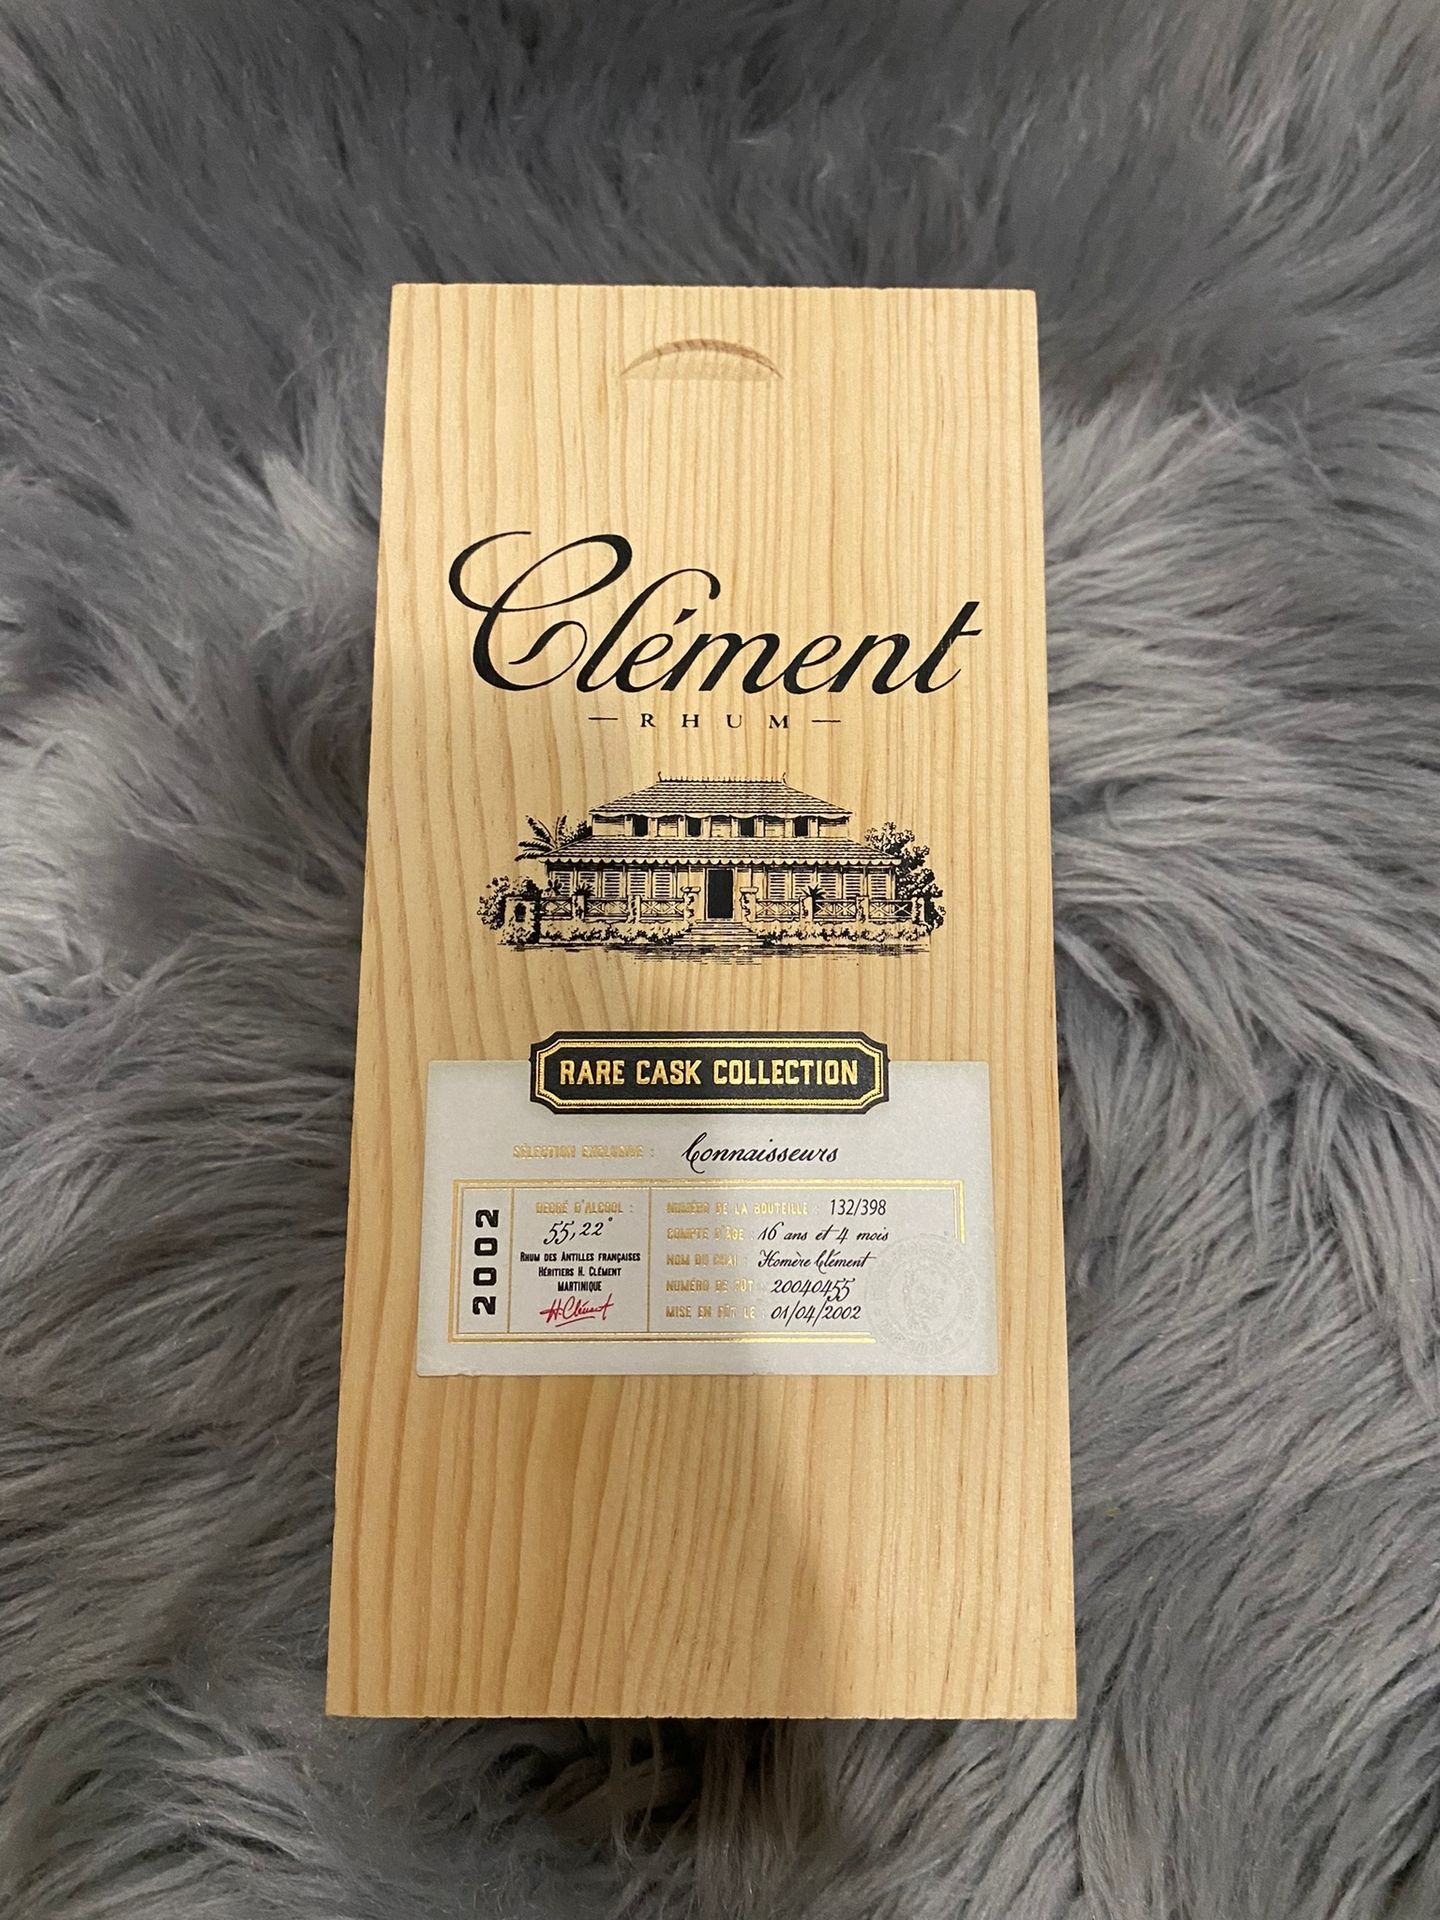 Clément
RHUM
RARE CASK COLLECTION
SÉLECTION EXCLUSIVE : Connaisseurs
2002
DEGRÉ D'ALCOOL :
55,22°
RHUM DES ANTILLES FRANÇAISES
HÉRITIERS H. CLÉMENT
MARTINIQUE
H. Clément
NUMÉRO DE LA BOUTEILLE : 132/398
COMPTE D'ÂGE : 16 ans et 4 mois
NOM DU CHAI : Homère Clément
NUMÉRO DE FÛT : 20040455
MISE EN FÛT LE : 01/04/2002